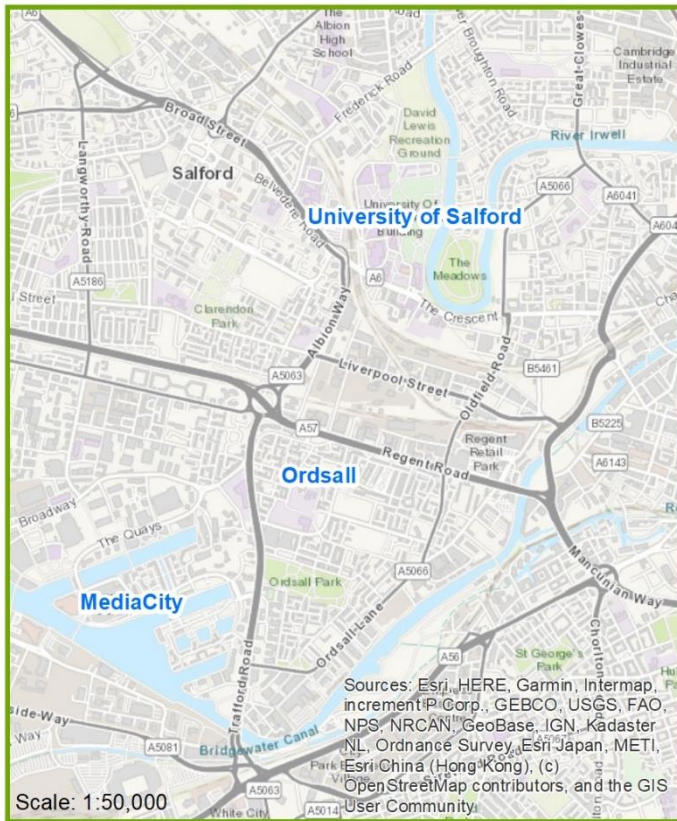 A6
The
Albion
High
School
Road
Frederick Road
er Broughton Road
Great-Clowes-
Cambridge
Industrial
Estate
Broad Street
David
Lewis
Recreation
Ground
River Irwell
Langworthy-Road
Salford
Belvedere Road
A5066
A6041
University Of
Building
University of Salford
A604
A6
The
Meadows
A5186
l Street
Clarendon
Park
The Crescent
Albion-Way
A5063
Liverpool-Street
Oldfield-Road
B5461
A57
Regent-Road
Regent
Retail
Park
B5225
A6143
Ordsall
Broadway
The Quays
A5066
Mancunian Way
MediaCity
Ordsall Park
Ordsall-Lane
A56
Chorlton
St George's
Park
Trafford Road
side-Way
A5081
Bridgewater Canal
Village
A5063
White City
A5014
Sources: Esri, HERE, Garmin, Intermap,
increment P Corp., GEBCO, USGS, FAO,
NPS, NRCAN, GeoBase, IGN, Kadaster
NL, Ordnance Survey, Esri Japan, METI,
Esri China (Hong Kong), (c)
OpenStreetMap contributors, and the GIS
User Community
Scale: 1:50,000